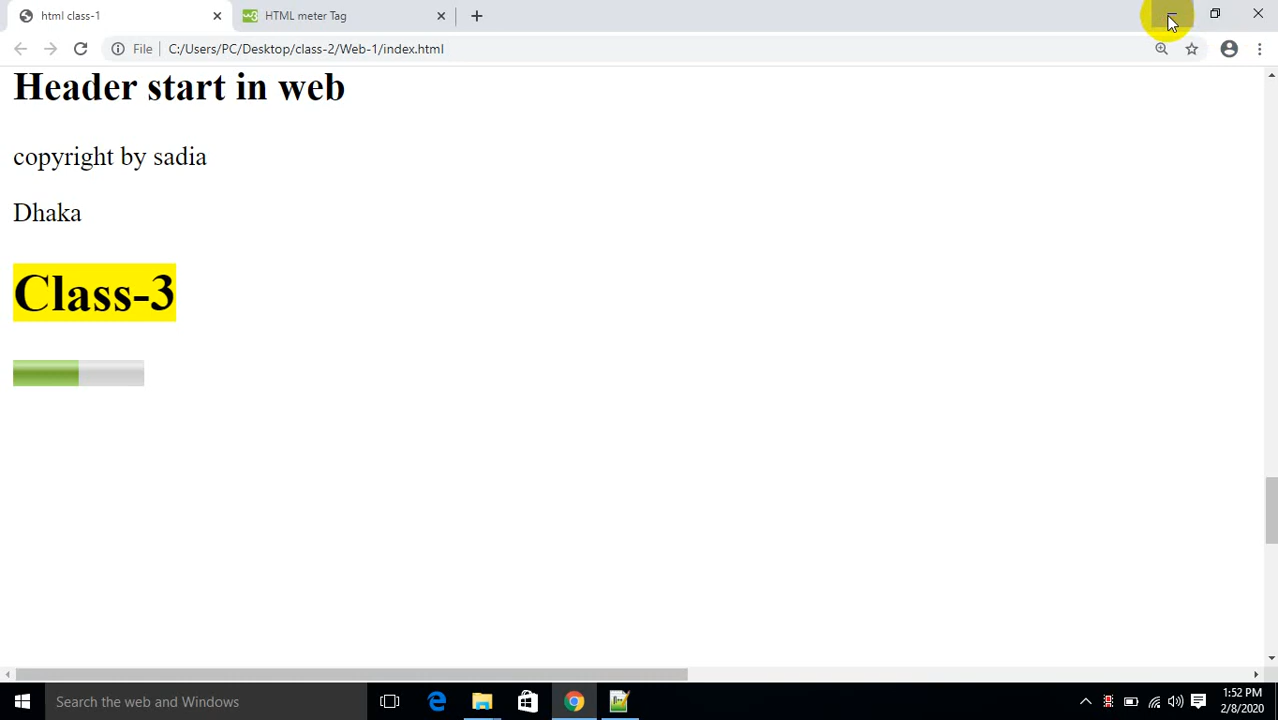 html class-1
HTML meter Tag
File
C:/Users/PC/Desktop/class-2/Web-1/index.html
Header start in web
copyright by sadia
Dhaka
Class-3
Search the web and Windows
1:52 PM
2/8/2020